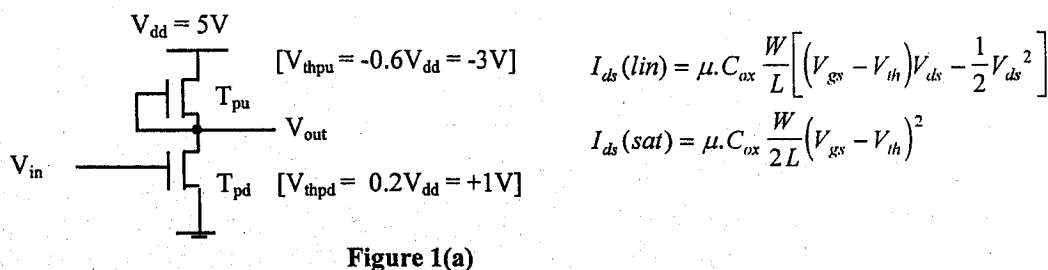 V_dd = 5V
[V_thpu = -0.6V_dd = -3V]
T_pu
V_out
V_in
T_pd
[V_thpd = 0.2V_dd = +1V]
Figure 1(a)
I_ds(lin) = μ.C_ox W/L [(V_gs − V_th)V_ds − 1/2 V_ds²]
I_ds(sat) = μ.C_ox W/2L (V_gs − V_th)²